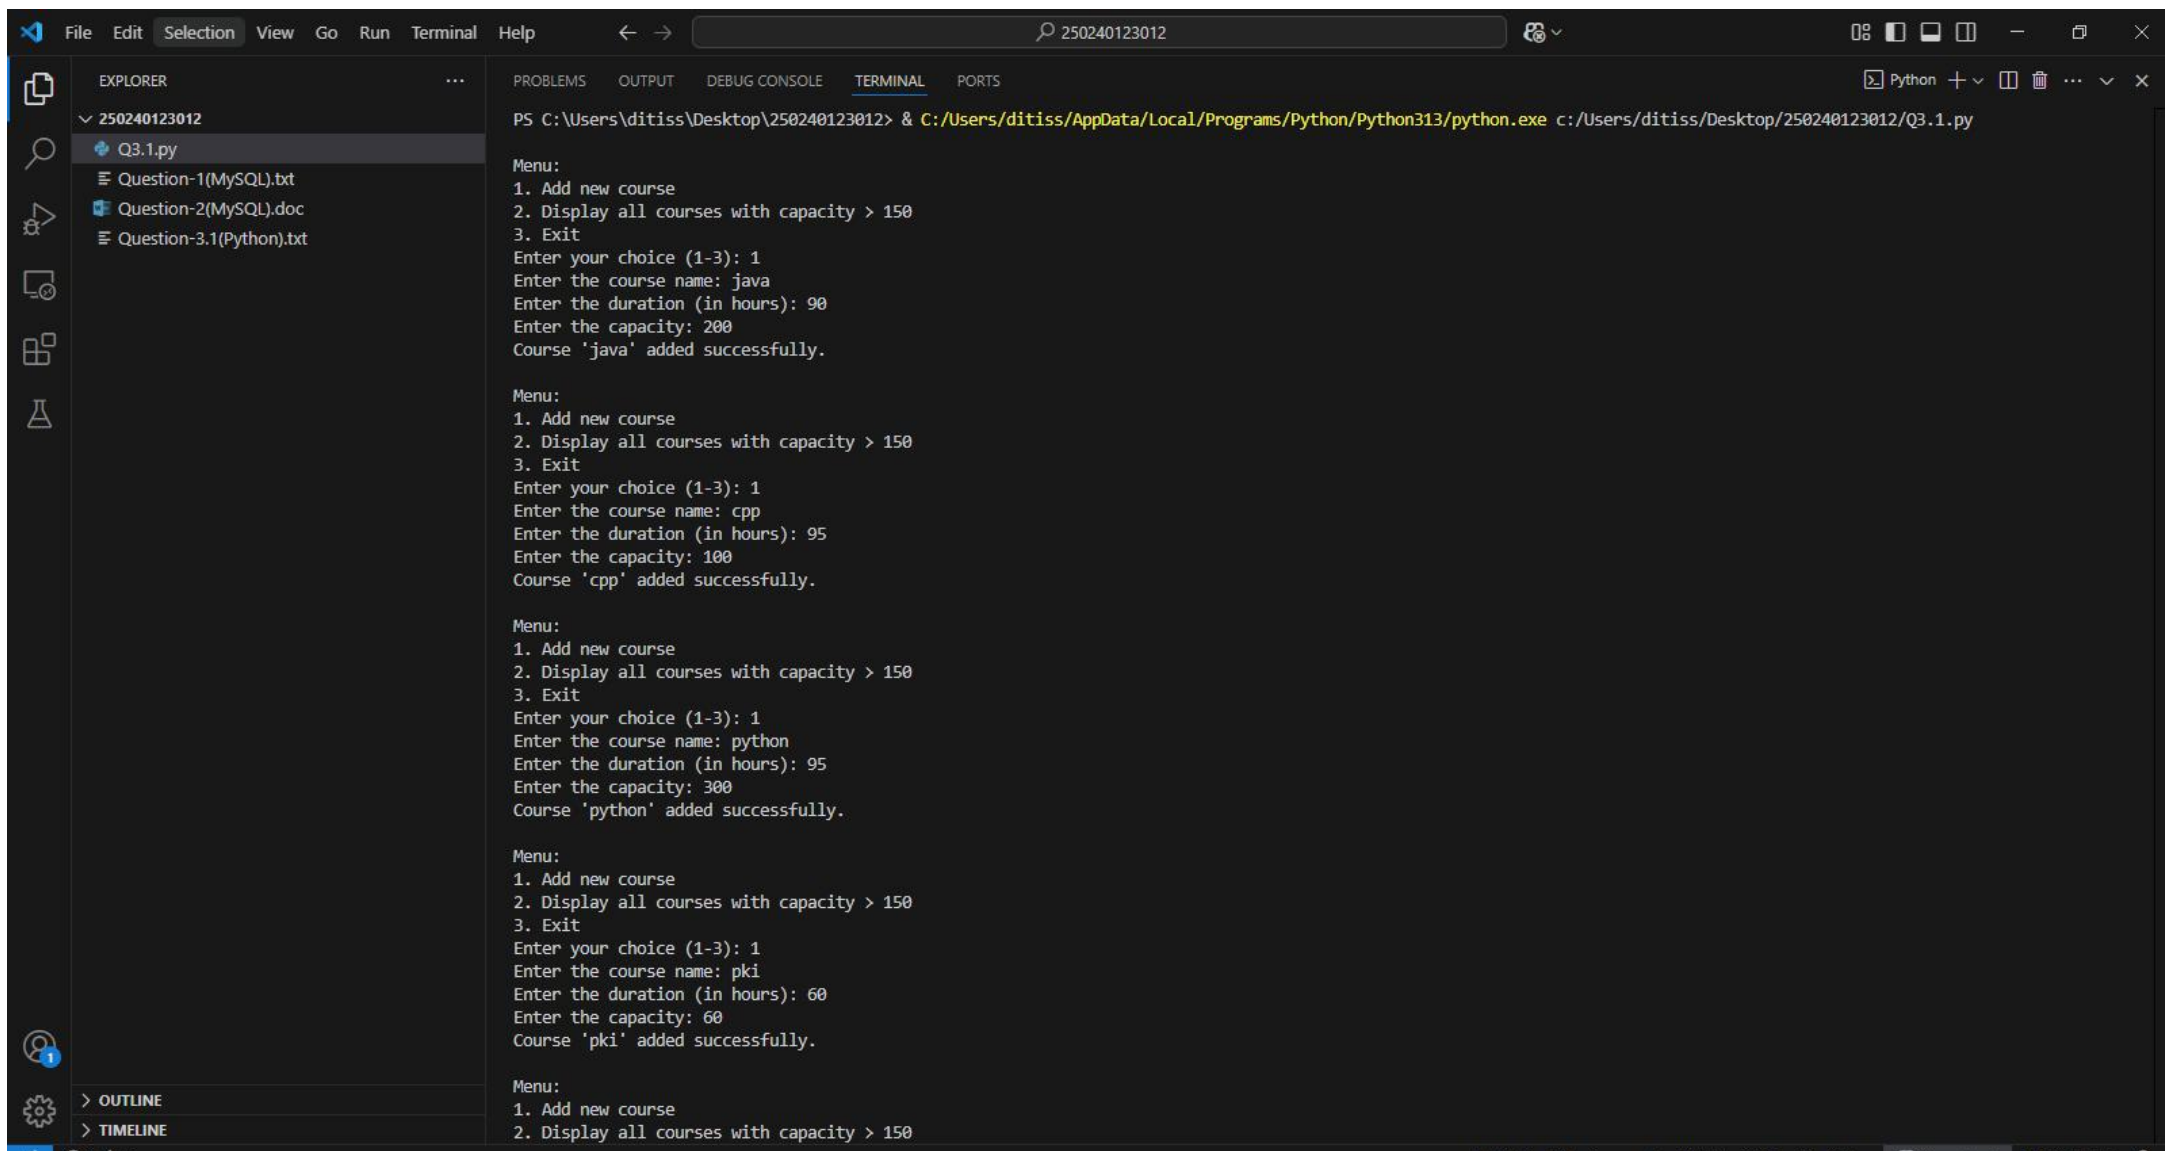 File Edit Selection View Go Run Terminal Help
250240123012
EXPLORER
250240123012
Q3.1.py
Question-1(MySQL).txt
Question-2(MySQL).doc
Question-3.1(Python).txt
1
OUTLINE
TIMELINE
PROBLEMS OUTPUT DEBUG CONSOLE TERMINAL PORTS
Python
PS C:\Users\ditiss\Desktop\250240123012> & C:/Users/ditiss/AppData/Local/Programs/Python/Python313/python.exe c:/Users/ditiss/Desktop/250240123012/Q3.1.py
Menu:
1. Add new course
2. Display all courses with capacity > 150
3. Exit
Enter your choice (1-3): 1
Enter the course name: java
Enter the duration (in hours): 90
Enter the capacity: 200
Course 'java' added successfully.
Menu:
1. Add new course
2. Display all courses with capacity > 150
3. Exit
Enter your choice (1-3): 1
Enter the course name: cpp
Enter the duration (in hours): 95
Enter the capacity: 100
Course 'cpp' added successfully.
Menu:
1. Add new course
2. Display all courses with capacity > 150
3. Exit
Enter your choice (1-3): 1
Enter the course name: python
Enter the duration (in hours): 95
Enter the capacity: 300
Course 'python' added successfully.
Menu:
1. Add new course
2. Display all courses with capacity > 150
3. Exit
Enter your choice (1-3): 1
Enter the course name: pki
Enter the duration (in hours): 60
Enter the capacity: 60
Course 'pki' added successfully.
Menu:
1. Add new course
2. Display all courses with capacity > 150